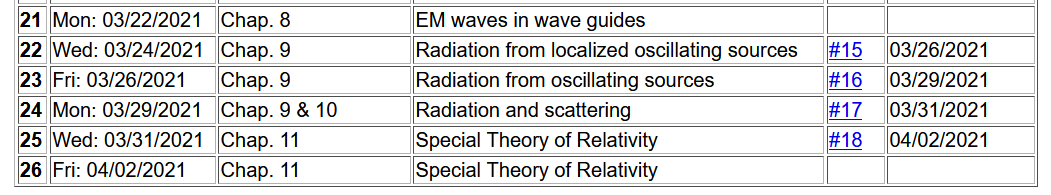 21 Mon: 03/22/2021 Chap. 8 EM waves in wave guides
22 Wed: 03/24/2021 Chap. 9 Radiation from localized oscillating sources #15 03/26/2021
23 Fri: 03/26/2021 Chap. 9 Radiation from oscillating sources #16 03/29/2021
24 Mon: 03/29/2021 Chap. 9 & 10 Radiation and scattering #17 03/31/2021
25 Wed: 03/31/2021 Chap. 11 Special Theory of Relativity #18 04/02/2021
26 Fri: 04/02/2021 Chap. 11 Special Theory of Relativity